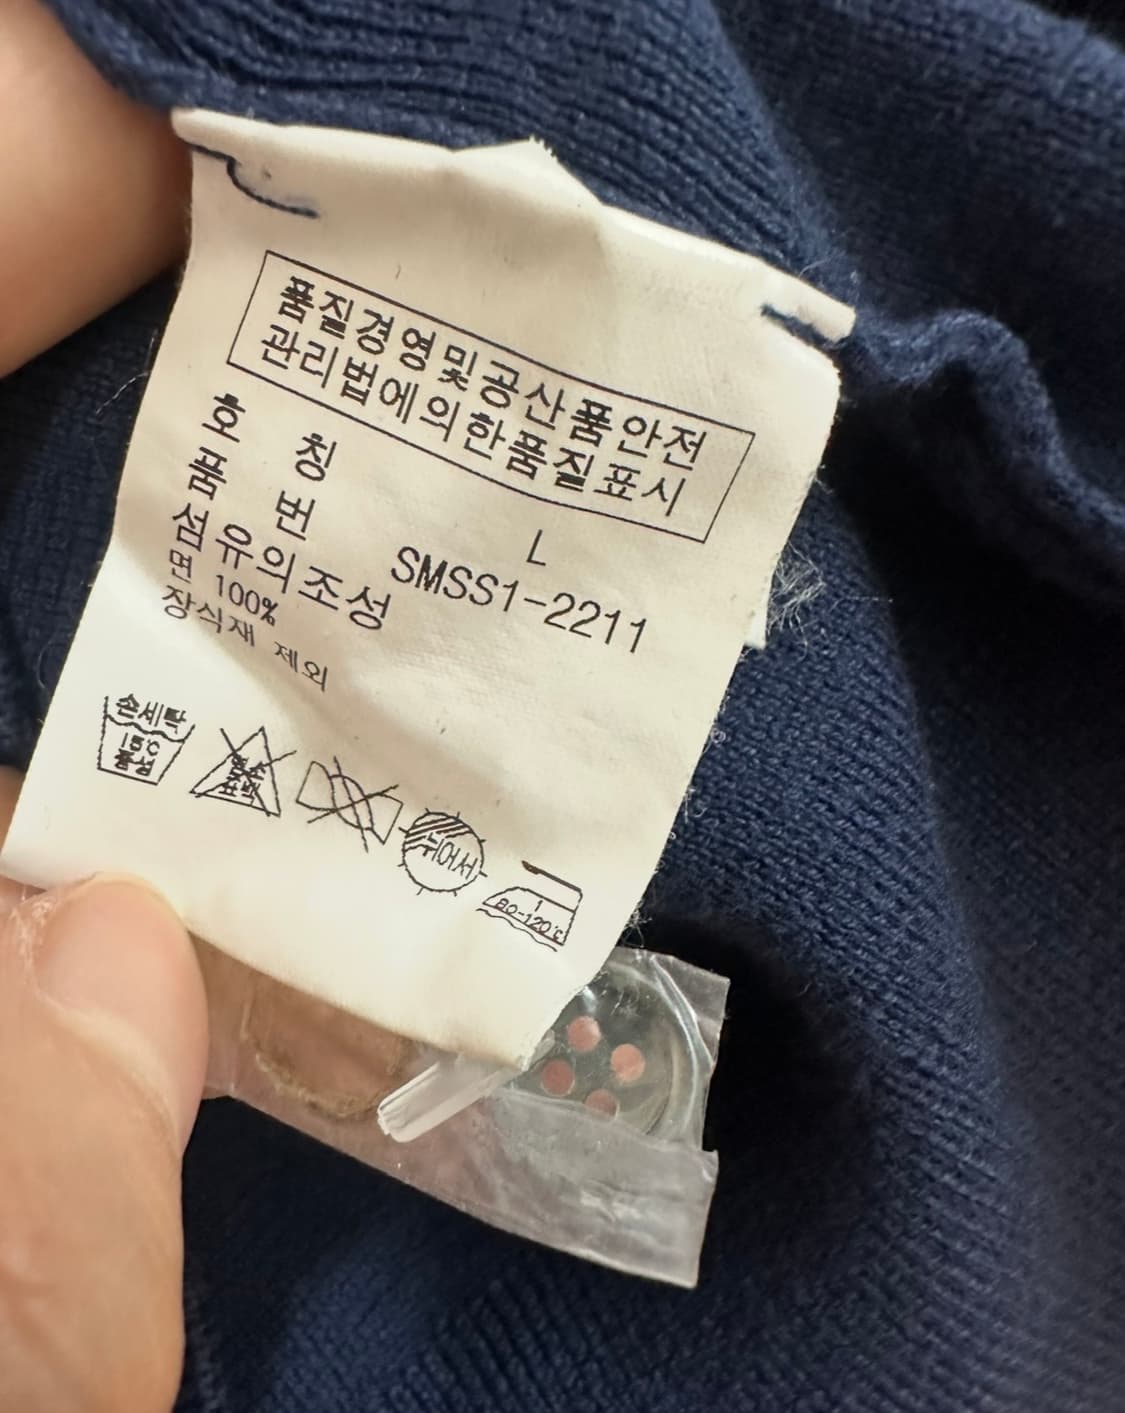 품질경영및공산품안전
관리법에의한품질표시
호 칭 L
품 번 SMSS1-2211
섬유의조성
면 100%
장식재 제외
손세탁
중성
염소
표백
뉘어서
80-120℃